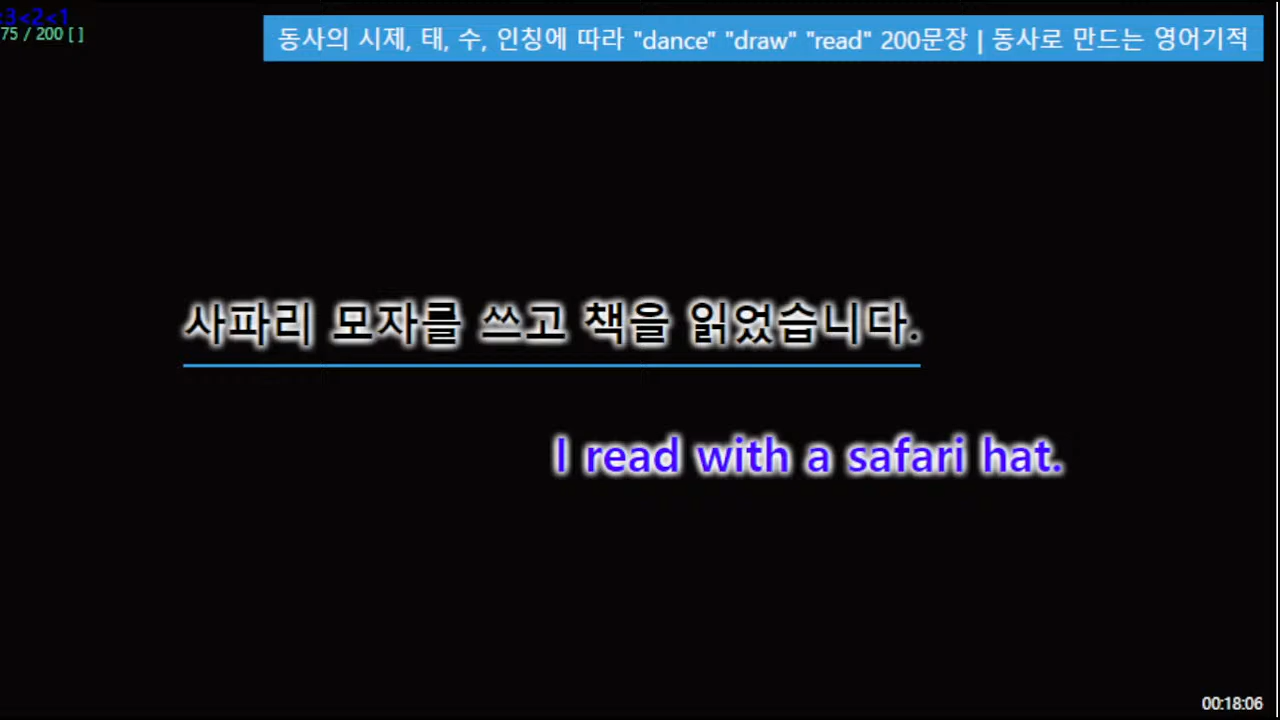 :3<2<1
75 / 200 [ ]
동사의 시제, 태, 수, 인칭에 따라 "dance" "draw" "read" 200문장 | 동사로 만드는 영어기적
사파리 모자를 쓰고 책을 읽었습니다.
I read with a safari hat.
00:18:06